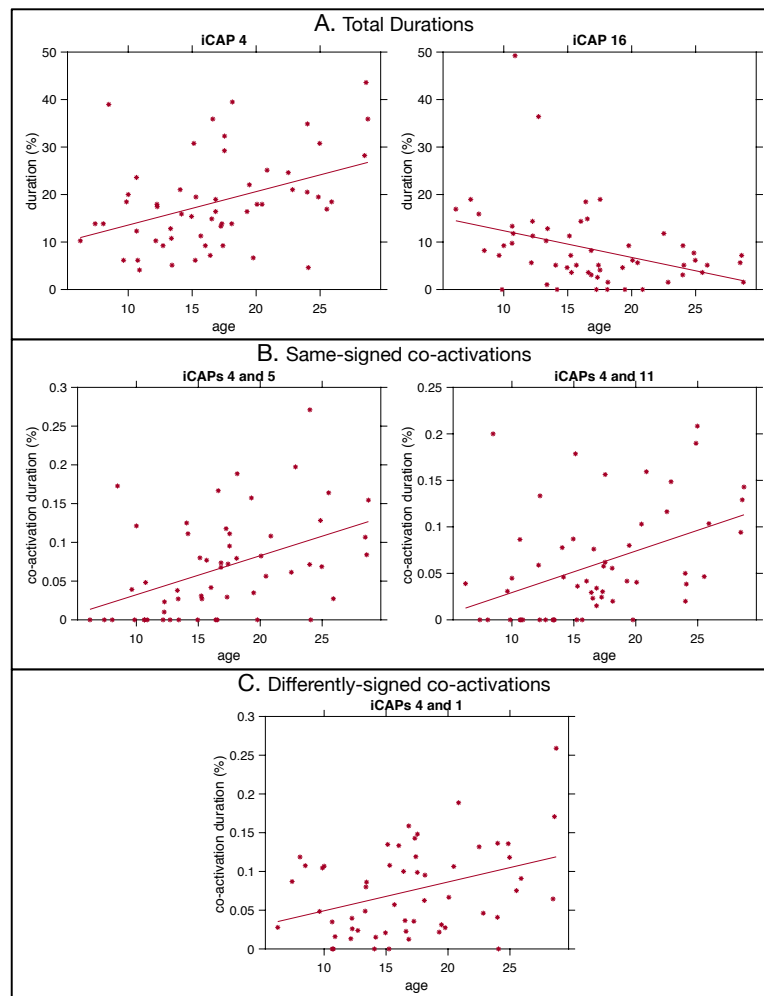 A. Total Durations
iCAP 4
duration (%)
50
40
30
20
10
0
10 15 20 25
age
iCAP 16
duration (%)
50
40
30
20
10
0
10 15 20 25
age
B. Same-signed co-activations
iCAPs 4 and 5
co-activation duration (%)
0.3
0.25
0.2
0.15
0.1
0.05
0
10 15 20 25
age
iCAPs 4 and 11
co-activation duration (%)
0.25
0.2
0.15
0.1
0.05
0
10 15 20 25
age
C. Differently-signed co-activations
iCAPs 4 and 1
co-activation duration (%)
0.3
0.25
0.2
0.15
0.1
0.05
0
10 15 20 25
age